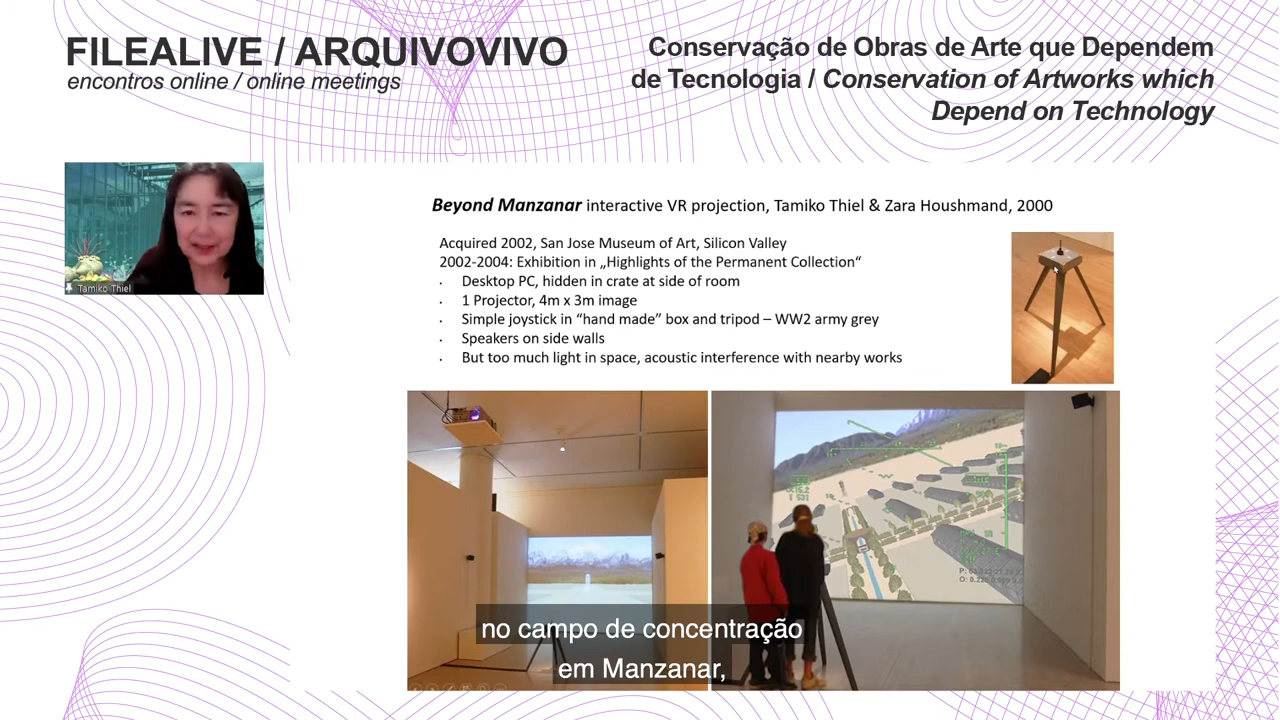 FILEALIVE / ARQUIVOVIVO
encontros online / online meetings
Conservação de Obras de Arte que Dependem
de Tecnologia / Conservation of Artworks which
Depend on Technology
Tamiko Thiel
Beyond Manzanar interactive VR projection, Tamiko Thiel & Zara Houshmand, 2000
Acquired 2002, San Jose Museum of Art, Silicon Valley
2002-2004: Exhibition in „Highlights of the Permanent Collection“
· Desktop PC, hidden in crate at side of room
· 1 Projector, 4m x 3m image
· Simple joystick in “hand made” box and tripod – WW2 army grey
· Speakers on side walls
· But too much light in space, acoustic interference with nearby works
no campo de concentração
em Manzanar,